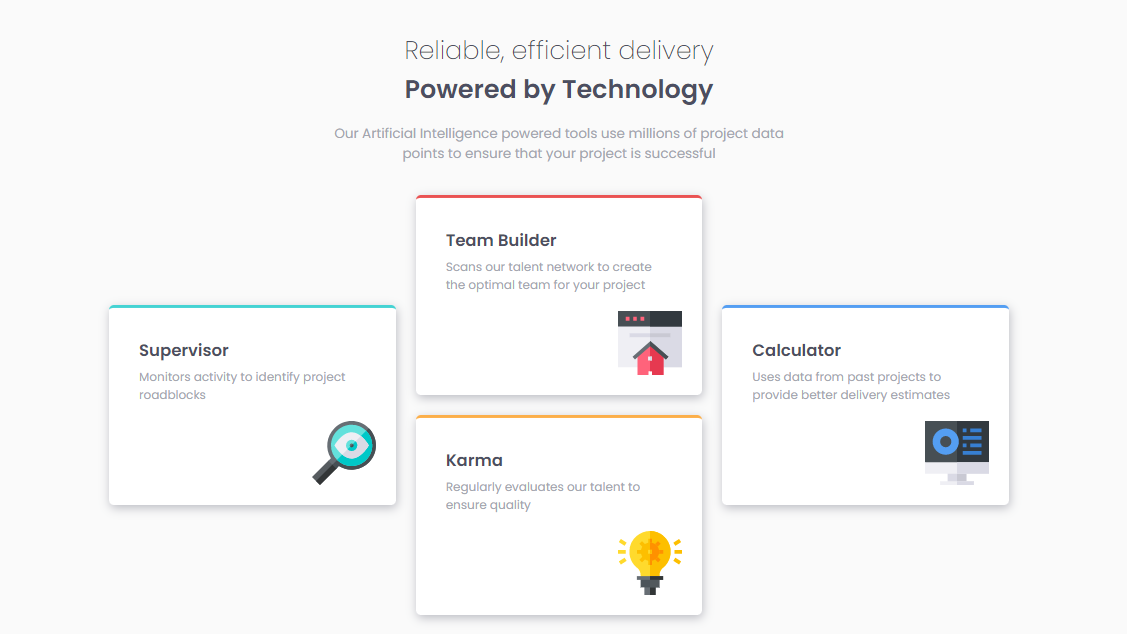 Reliable, efficient delivery
Powered by Technology
Our Artificial Intelligence powered tools use millions of project data
points to ensure that your project is successful
Supervisor
Monitors activity to identify project
roadblocks
Team Builder
Scans our talent network to create
the optimal team for your project
Karma
Regularly evaluates our talent to
ensure quality
Calculator
Uses data from past projects to
provide better delivery estimates